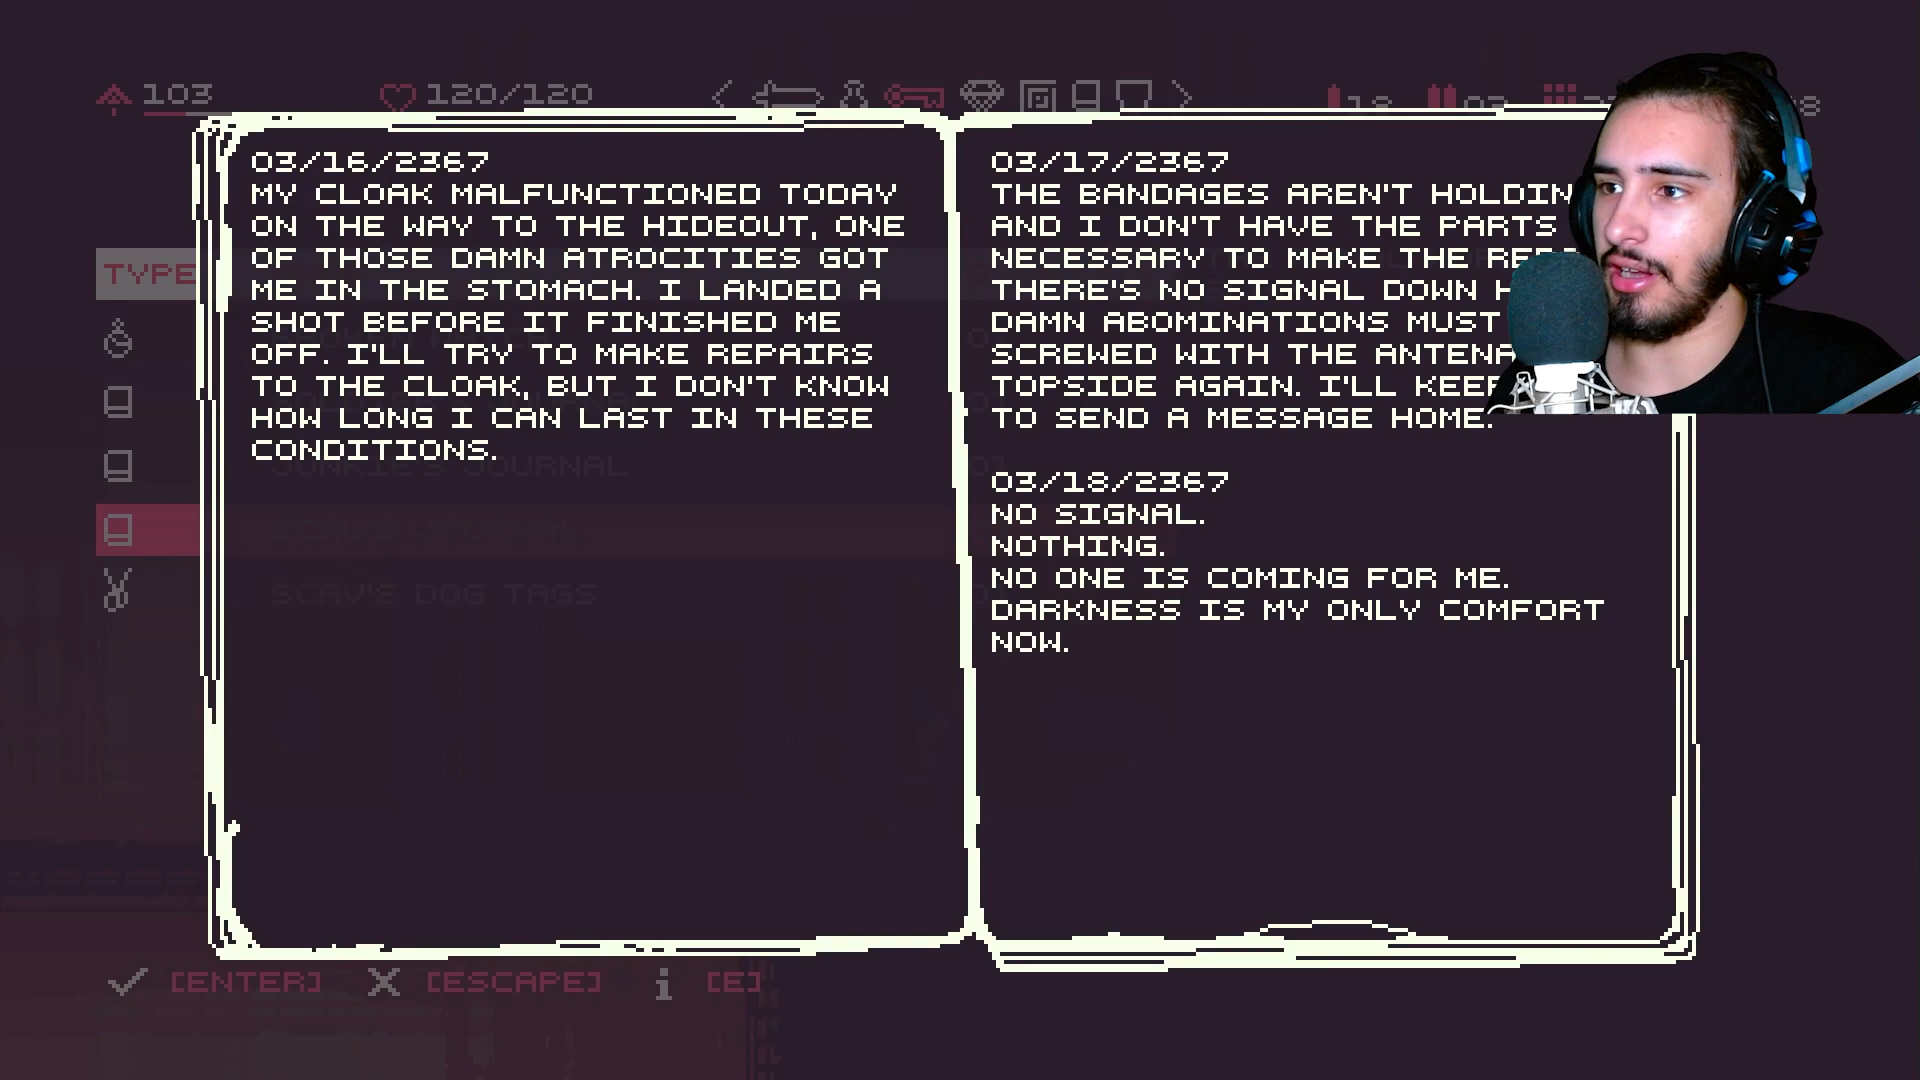 103
120/120
03/16/2367
MY CLOAK MALFUNCTIONED TODAY
ON THE WAY TO THE HIDEOUT, ONE
OF THOSE DAMN ATROCITIES GOT
ME IN THE STOMACH. I LANDED A
SHOT BEFORE IT FINISHED ME
OFF. I'LL TRY TO MAKE REPAIRS
TO THE CLOAK, BUT I DON'T KNOW
HOW LONG I CAN LAST IN THESE
CONDITIONS.
03/17/2367
THE BANDAGES AREN'T
AND I DON'T HAVE THE PARTS
NECESSARY TO MAKE THE
THERE'S NO SIGNAL DOWN
DAMN ABOMINATIONS MUST
SCREWED WITH THE
TOPSIDE AGAIN. I'LL
TO SEND A MESSAGE HOME.
03/18/2367
NO SIGNAL.
NOTHING.
NO ONE IS COMING FOR ME.
DARKNESS IS MY ONLY COMFORT
NOW.
TYPE
JUNKIE'S JOURNAL
SCAV'S DOG TAGS
[ENTER] [ESCAPE] [E]